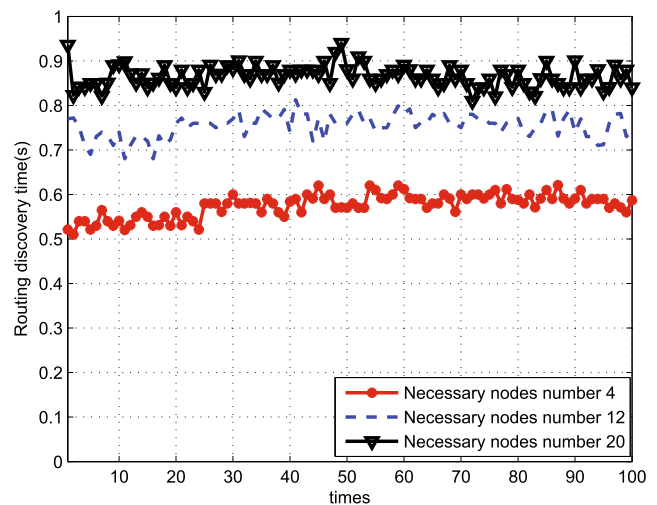 1
0.9
0.8
0.7
0.6
0.5
0.4
0.3
0.2
0.1
0
Routing discovery time(s)
Necessary nodes number 4
Necessary nodes number 12
Necessary nodes number 20
10 20 30 40 50 60 70 80 90 100
times